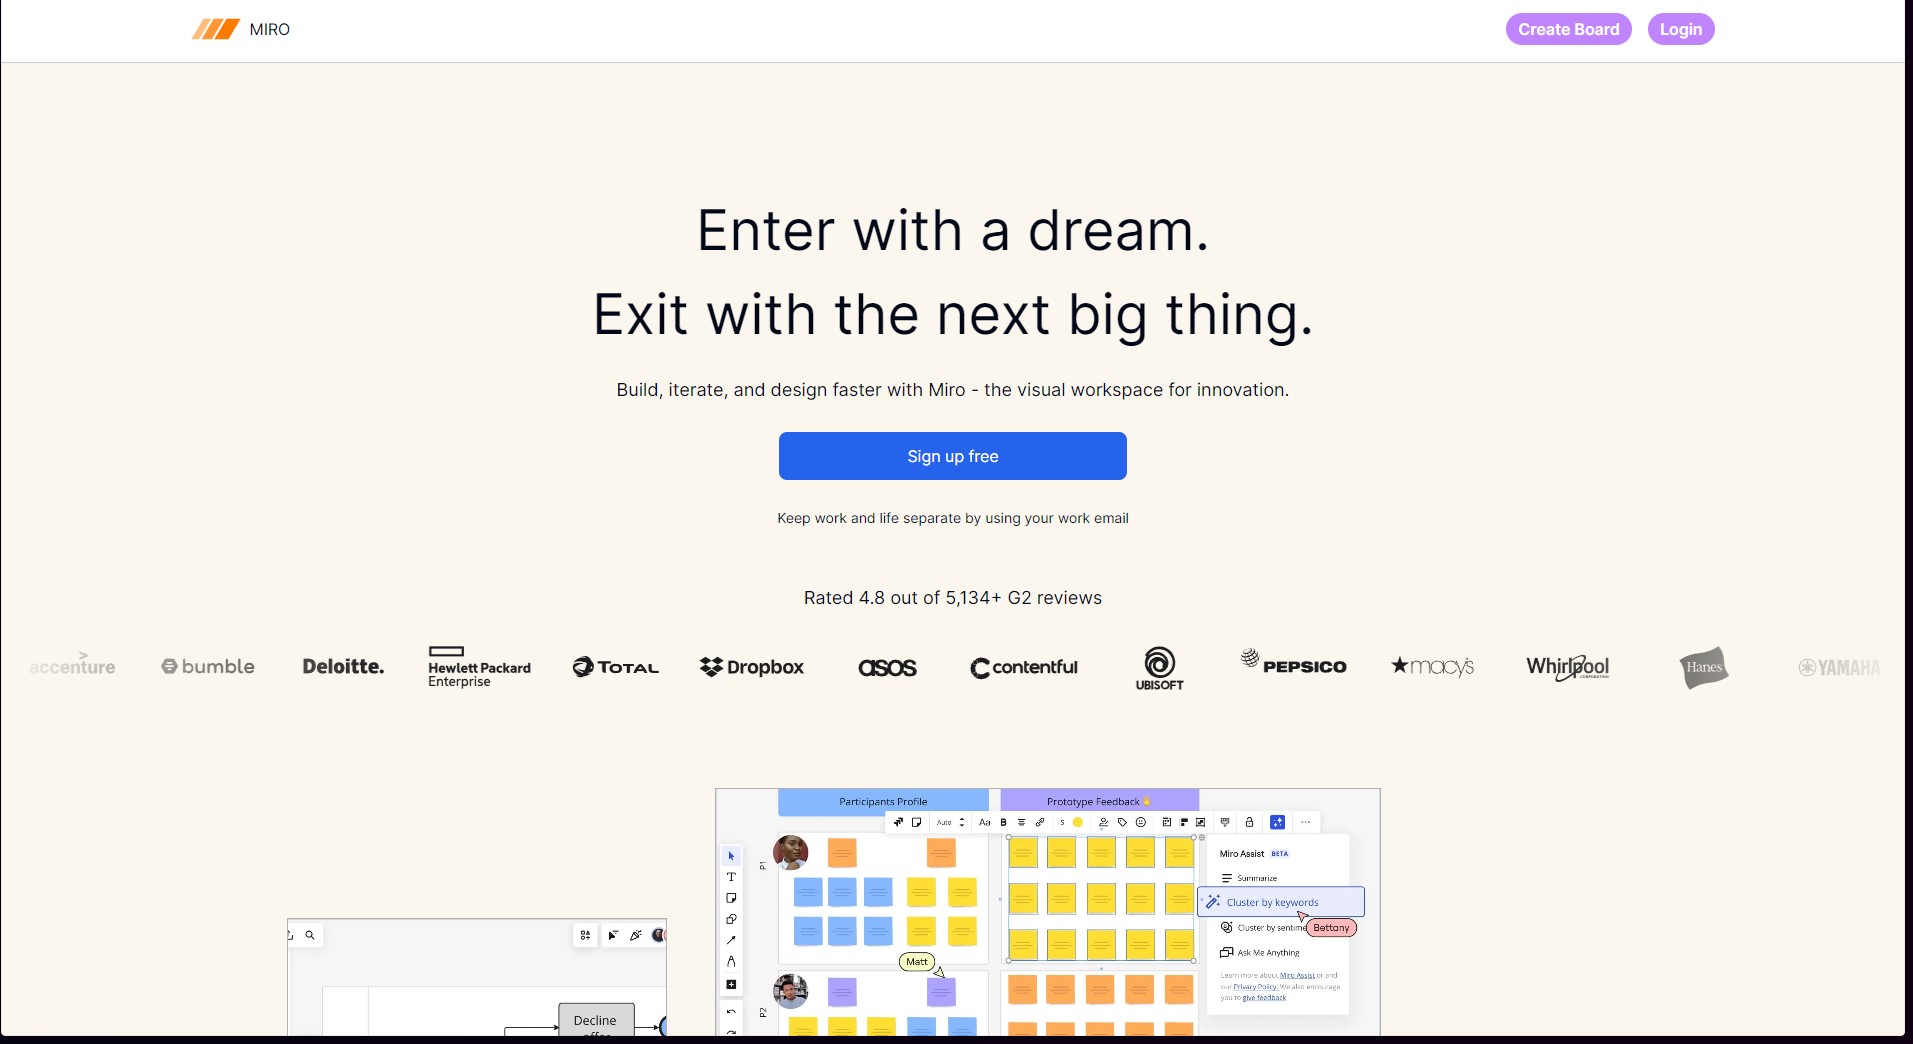 MIRO
Create Board
Login
Enter with a dream.
Exit with the next big thing.
Build, iterate, and design faster with Miro - the visual workspace for innovation.
Sign up free
Keep work and life separate by using your work email
Rated 4.8 out of 5,134+ G2 reviews
accenture
bumble
Deloitte.
Hewlett Packard
Enterprise
TOTAL
Dropbox
asos
contentful
UBISOFT
PEPSICO
macy's
Whirlpool
CORPORATION
Hanes
YAMAHA
Participants Profile
Prototype Feedback
Auto
Aa
B
S
P1
T
Miro Assist BETA
Summarize
Cluster by keywords
Cluster by sentime
Bettany
Ask Me Anything
Learn more about Miro Assist or and
our Privacy Policy. We also encourage
you to give feedback
Matt
P2
Decline